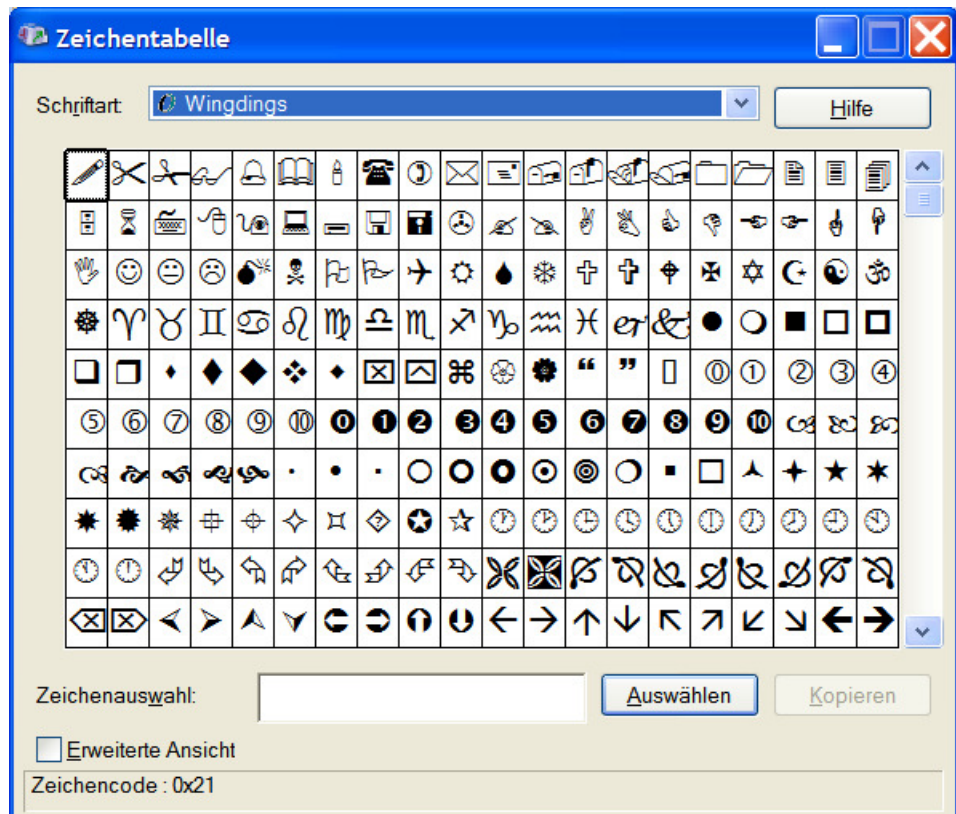 Zeichentabelle
Schriftart: Wingdings Hilfe
Zeichenauswahl: Auswählen Kopieren
Erweiterte Ansicht
Zeichencode : 0x21